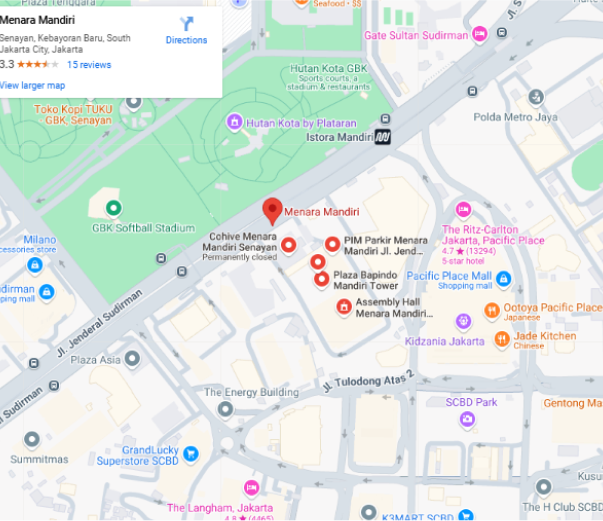 Plaza Tenggara
Seafood • $$
Menara Mandiri
Senayan, Kebayoran Baru, South
Jakarta City, Jakarta
3.3
15 reviews
Directions
View larger map
Jl. S
Gate Sultan Sudirman
Hutan Kota GBK
Sports courts, a
stadium & restaurants
Toko Kopi TUKU
GBK, Senayan
Hutan Kota by Plataran
Istora Mandiri
Polda Metro Jaya
Menara Mandiri
GBK Softball Stadium
Cohive Menara
Mandiri Senayan
Permanently closed
PIM Parkir Menara
Mandiri Jl. Jend...
The Ritz-Carlton
Jakarta, Pacific Place
4.7 ★ (13294)
5-star hotel
Milano
cessories store
Plaza Bapindo
Mandiri Tower
Pacific Place Mall
Shopping mall
dirman
ping mall
Assembly Hall
Menara Mandiri...
Ootoya Pacific Place
Japanese
Jl. Jenderal Sudirman
Kidzania Jakarta
Jade Kitchen
Chinese
Plaza Asia
Jl. Tulodong Atas 2
The Energy Building
SCBD Park
Gentong Ma
l Sudirman
Summitmas
GrandLucky
Superstore SCBD
Kusu
The Langham, Jakarta
4.8 ★ (4465)
K3MART SCBD
The H Club SCBD